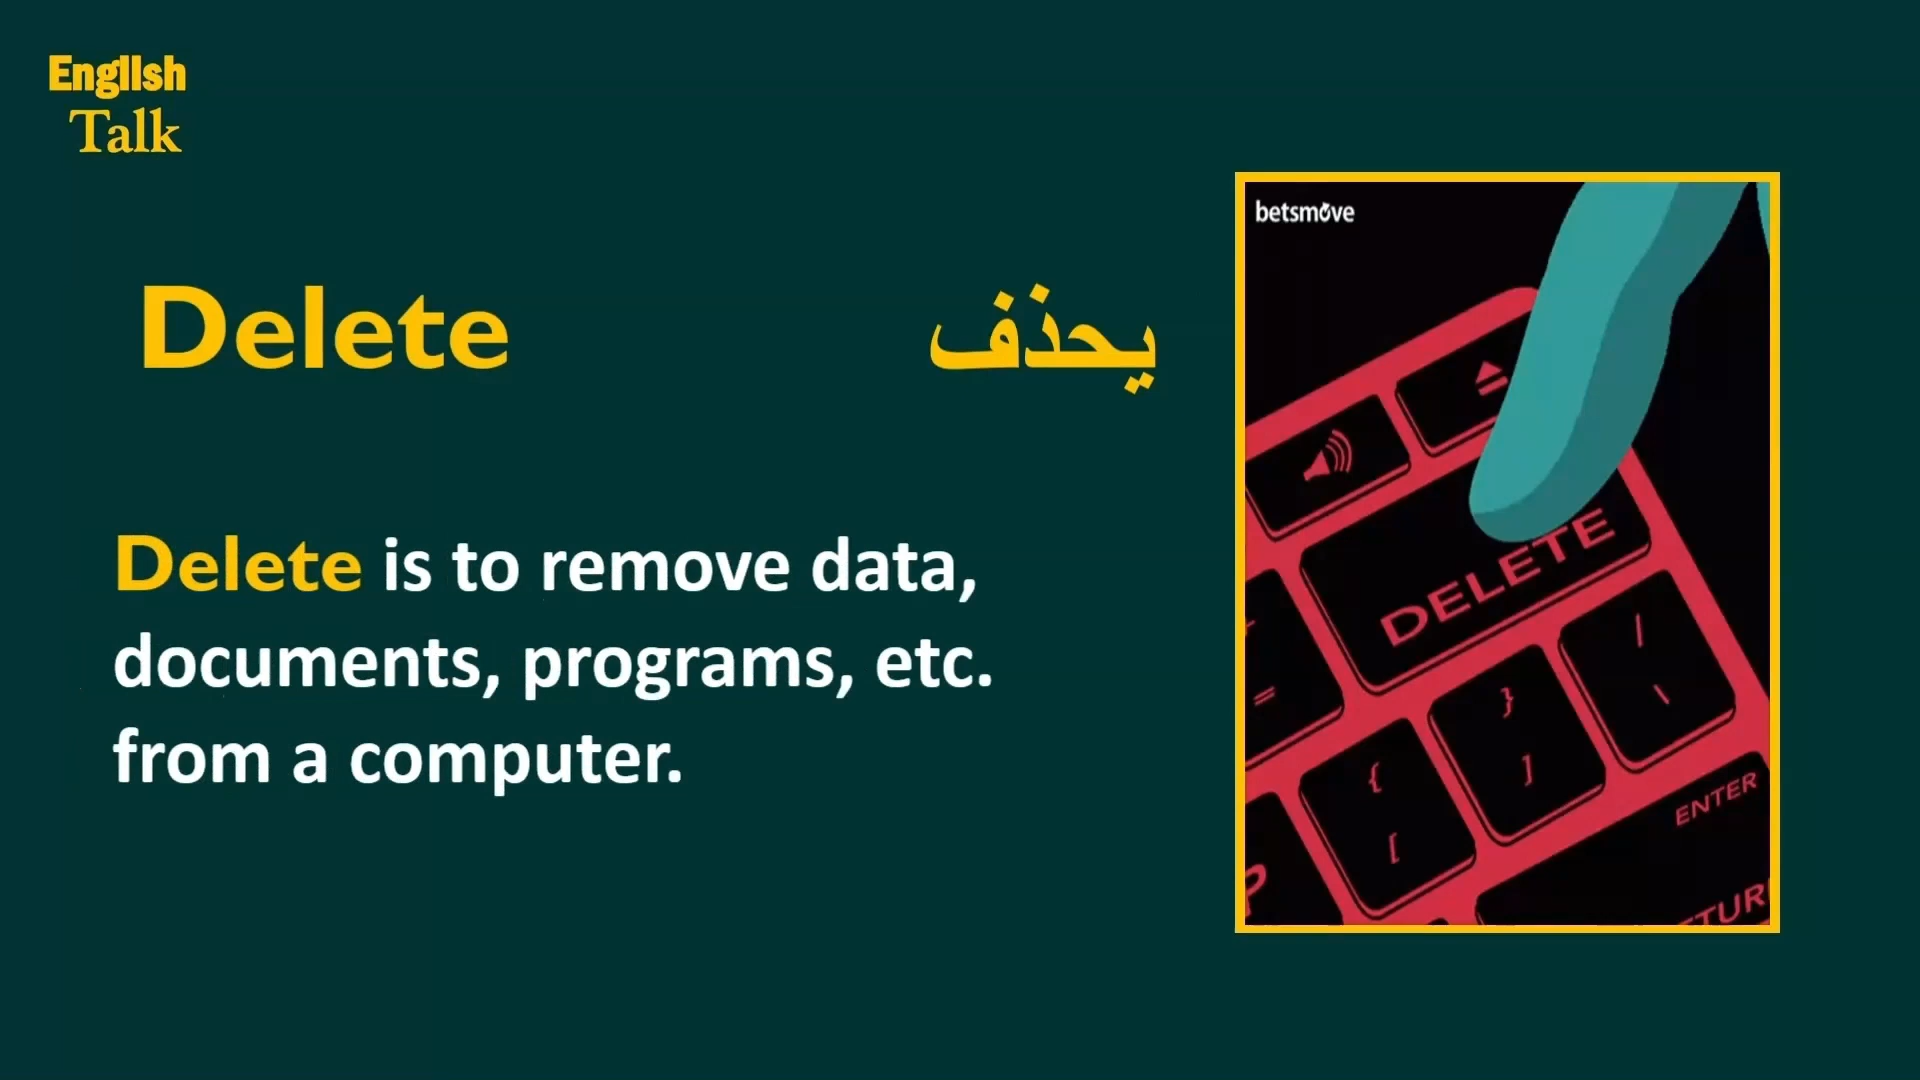 English
Talk
Delete
يحذف
Delete is to remove data,
documents, programs, etc.
from a computer.
betsmove
DELETE
=
/
\
}
]
{
[
P
ENTER